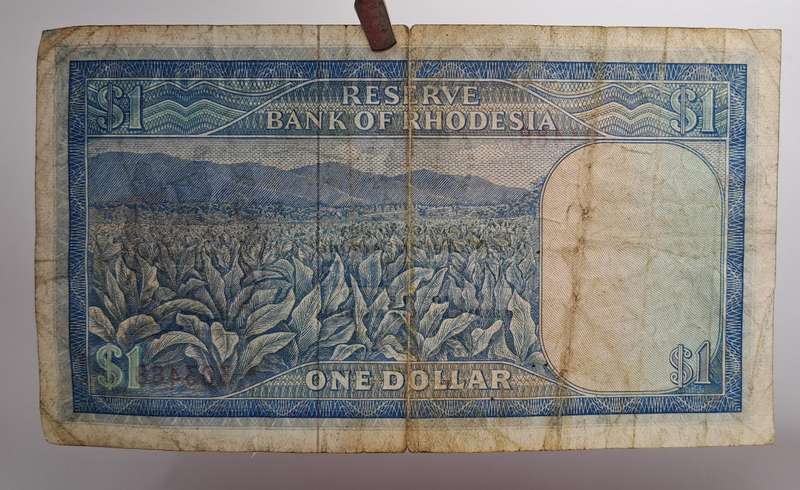 $1 RESERVE $1
BANK OF RHODESIA
$1 ONE DOLLAR $1